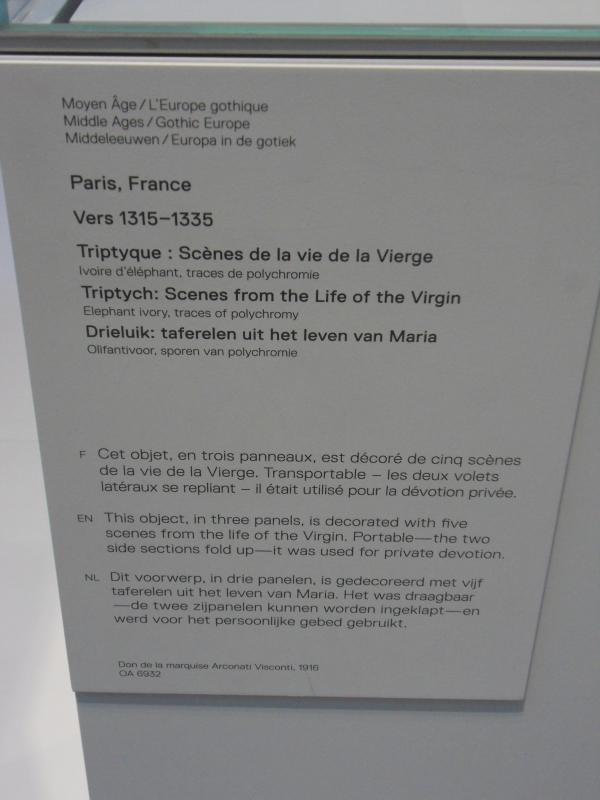 Moyen Âge / L'Europe gothique
Middle Ages / Gothic Europe
Middeleeuwen / Europa in de gotiek
Paris, France
Vers 1315–1335
Triptyque : Scènes de la vie de la Vierge
Ivoire d'éléphant, traces de polychromie
Triptych: Scenes from the Life of the Virgin
Elephant ivory, traces of polychromy
Drieluik: taferelen uit het leven van Maria
Olifantivoor, sporen van polychromie
F Cet objet, en trois panneaux, est décoré de cinq scènes
de la vie de la Vierge. Transportable – les deux volets
latéraux se repliant – il était utilisé pour la dévotion privée.
EN This object, in three panels, is decorated with five
scenes from the life of the Virgin. Portable—the two
side sections fold up—it was used for private devotion.
NL Dit voorwerp, in drie panelen, is gedecoreerd met vijf
taferelen uit het leven van Maria. Het was draagbaar
—de twee zijpanelen kunnen worden ingeklapt—en
werd voor het persoonlijke gebed gebruikt.
Don de la marquise Arconati Visconti, 1916
OA 6932